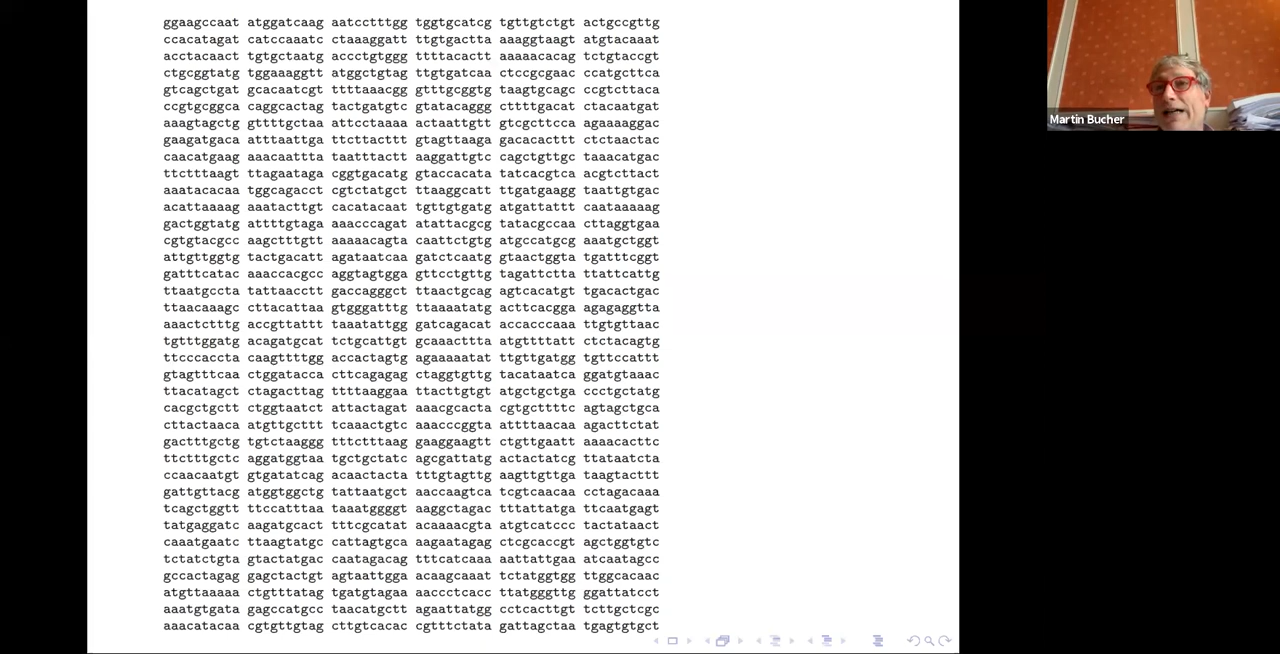 ggaagccaat atggatcaag aatcctttgg tggtgcatcg tgttgtctgt actgccgttg
ccacatagat catccaaatc ctaaaggatt ttgtgactta aaaggtaagt atgtacaaat
acctacaact tgtgctaatg accctgtggg ttttacactt aaaaacacag tctgtaccgt
ctgcggtatg tggaaaggtt atggctgtag ttgtgatcaa ctccgcgaac ccatgcttca
gtcagctgat gcacaatcgt ttttaaacgg gtttgcggtg taagtgcagc ccgtcttaca
ccgtgcggca caggcactag tactgatgtc gtatacaggg cttttgacat ctacaatgat
aaagtagctg gttttgctaa attcctaaaa actaattgtt gtcgcttcca agaaaaggac
gaagatgaca atttaattga ttcttacttt gtagttaaga gacacacttt ctctaactac
caacatgaag aaacaattta taatttactt aaggattgtc cagctgttgc taaacatgac
ttctttaagt ttagaataga cggtgacatg gtaccacata tatcacgtca acgtcttact
aaatacacaa tggcagacct cgtctatgct ttaaggcatt ttgatgaagg taattgtgac
acattaaaag aaatacttgt cacatacaat tgttgtgatg atgattattt caataaaaag
gactggtatg attttgtaga aaacccagat atattacgcg tatacgccaa cttaggtgaa
cgtgtacgcc aagctttgtt aaaaacagta caattctgtg atgccatgcg aaatgctggt
attgttggtg tactgacatt agataatcaa gatctcaatg gtaactggta tgatttcggt
gatttcatac aaaccacgcc aggtagtgga gttcctgttg tagattctta ttattcattg
ttaatgccta tattaacctt gaccagggct ttaactgcag agtcacatgt tgacactgac
ttaacaaagc cttacattaa gtgggatttg ttaaaatatg acttcacgga agagaggtta
aaactctttg accgttattt taaatattgg gatcagacat accacccaaa ttgtgttaac
tgtttggatg acagatgcat tctgcattgt gcaaacttta atgttttatt ctctacagtg
ttcccaccta caagttttgg accactagtg agaaaaatat ttgttgatgg tgttccattt
gtagtttcaa ctggatacca cttcagagag ctaggtgttg tacataatca ggatgtaaac
ttacatagct ctagacttag ttttaaggaa ttacttgtgt atgctgctga ccctgctatg
cacgctgctt ctggtaatct attactagat aaacgcacta cgtgcttttc agtagctgca
cttactaaca atgttgcttt tcaaactgtc aaacccggta attttaacaa agacttctat
gactttgctg tgtctaaggg tttctttaag gaaggaagtt ctgttgaatt aaaacacttc
ttctttgctc aggatggtaa tgctgctatc agcgattatg actactatcg ttataatcta
ccaacaatgt gtgatatcag acaactacta tttgtagttg aagttgttga taagtacttt
gattgttacg atggtggctg tattaatgct aaccaagtca tcgtcaacaa cctagacaaa
tcagctggtt ttccatttaa taaatggggt aaggctagac tttattatga ttcaatgagt
tatgaggatc aagatgcact tttcgcatat acaaaacgta atgtcatccc tactataact
caaatgaatc ttaagtatgc cattagtgca aagaatagag ctcgcaccgt agctggtgtc
tctatctgta gtactatgac caatagacag tttcatcaaa aattattgaa atcaatagcc
gccactagag gagctactgt agtaattgga acaagcaaat tctatggtgg ttggcacaac
atgttaaaaa ctgtttatag tgatgtagaa aaccctcacc ttatgggttg ggattatcct
aaatgtgata gagccatgcc taacatgctt agaattatgg cctcacttgt tcttgctcgc
aaacatacaa cgtgttgtag cttgtcacac cgtttctata gattagctaa tgagtgtgct
Martin Bucher